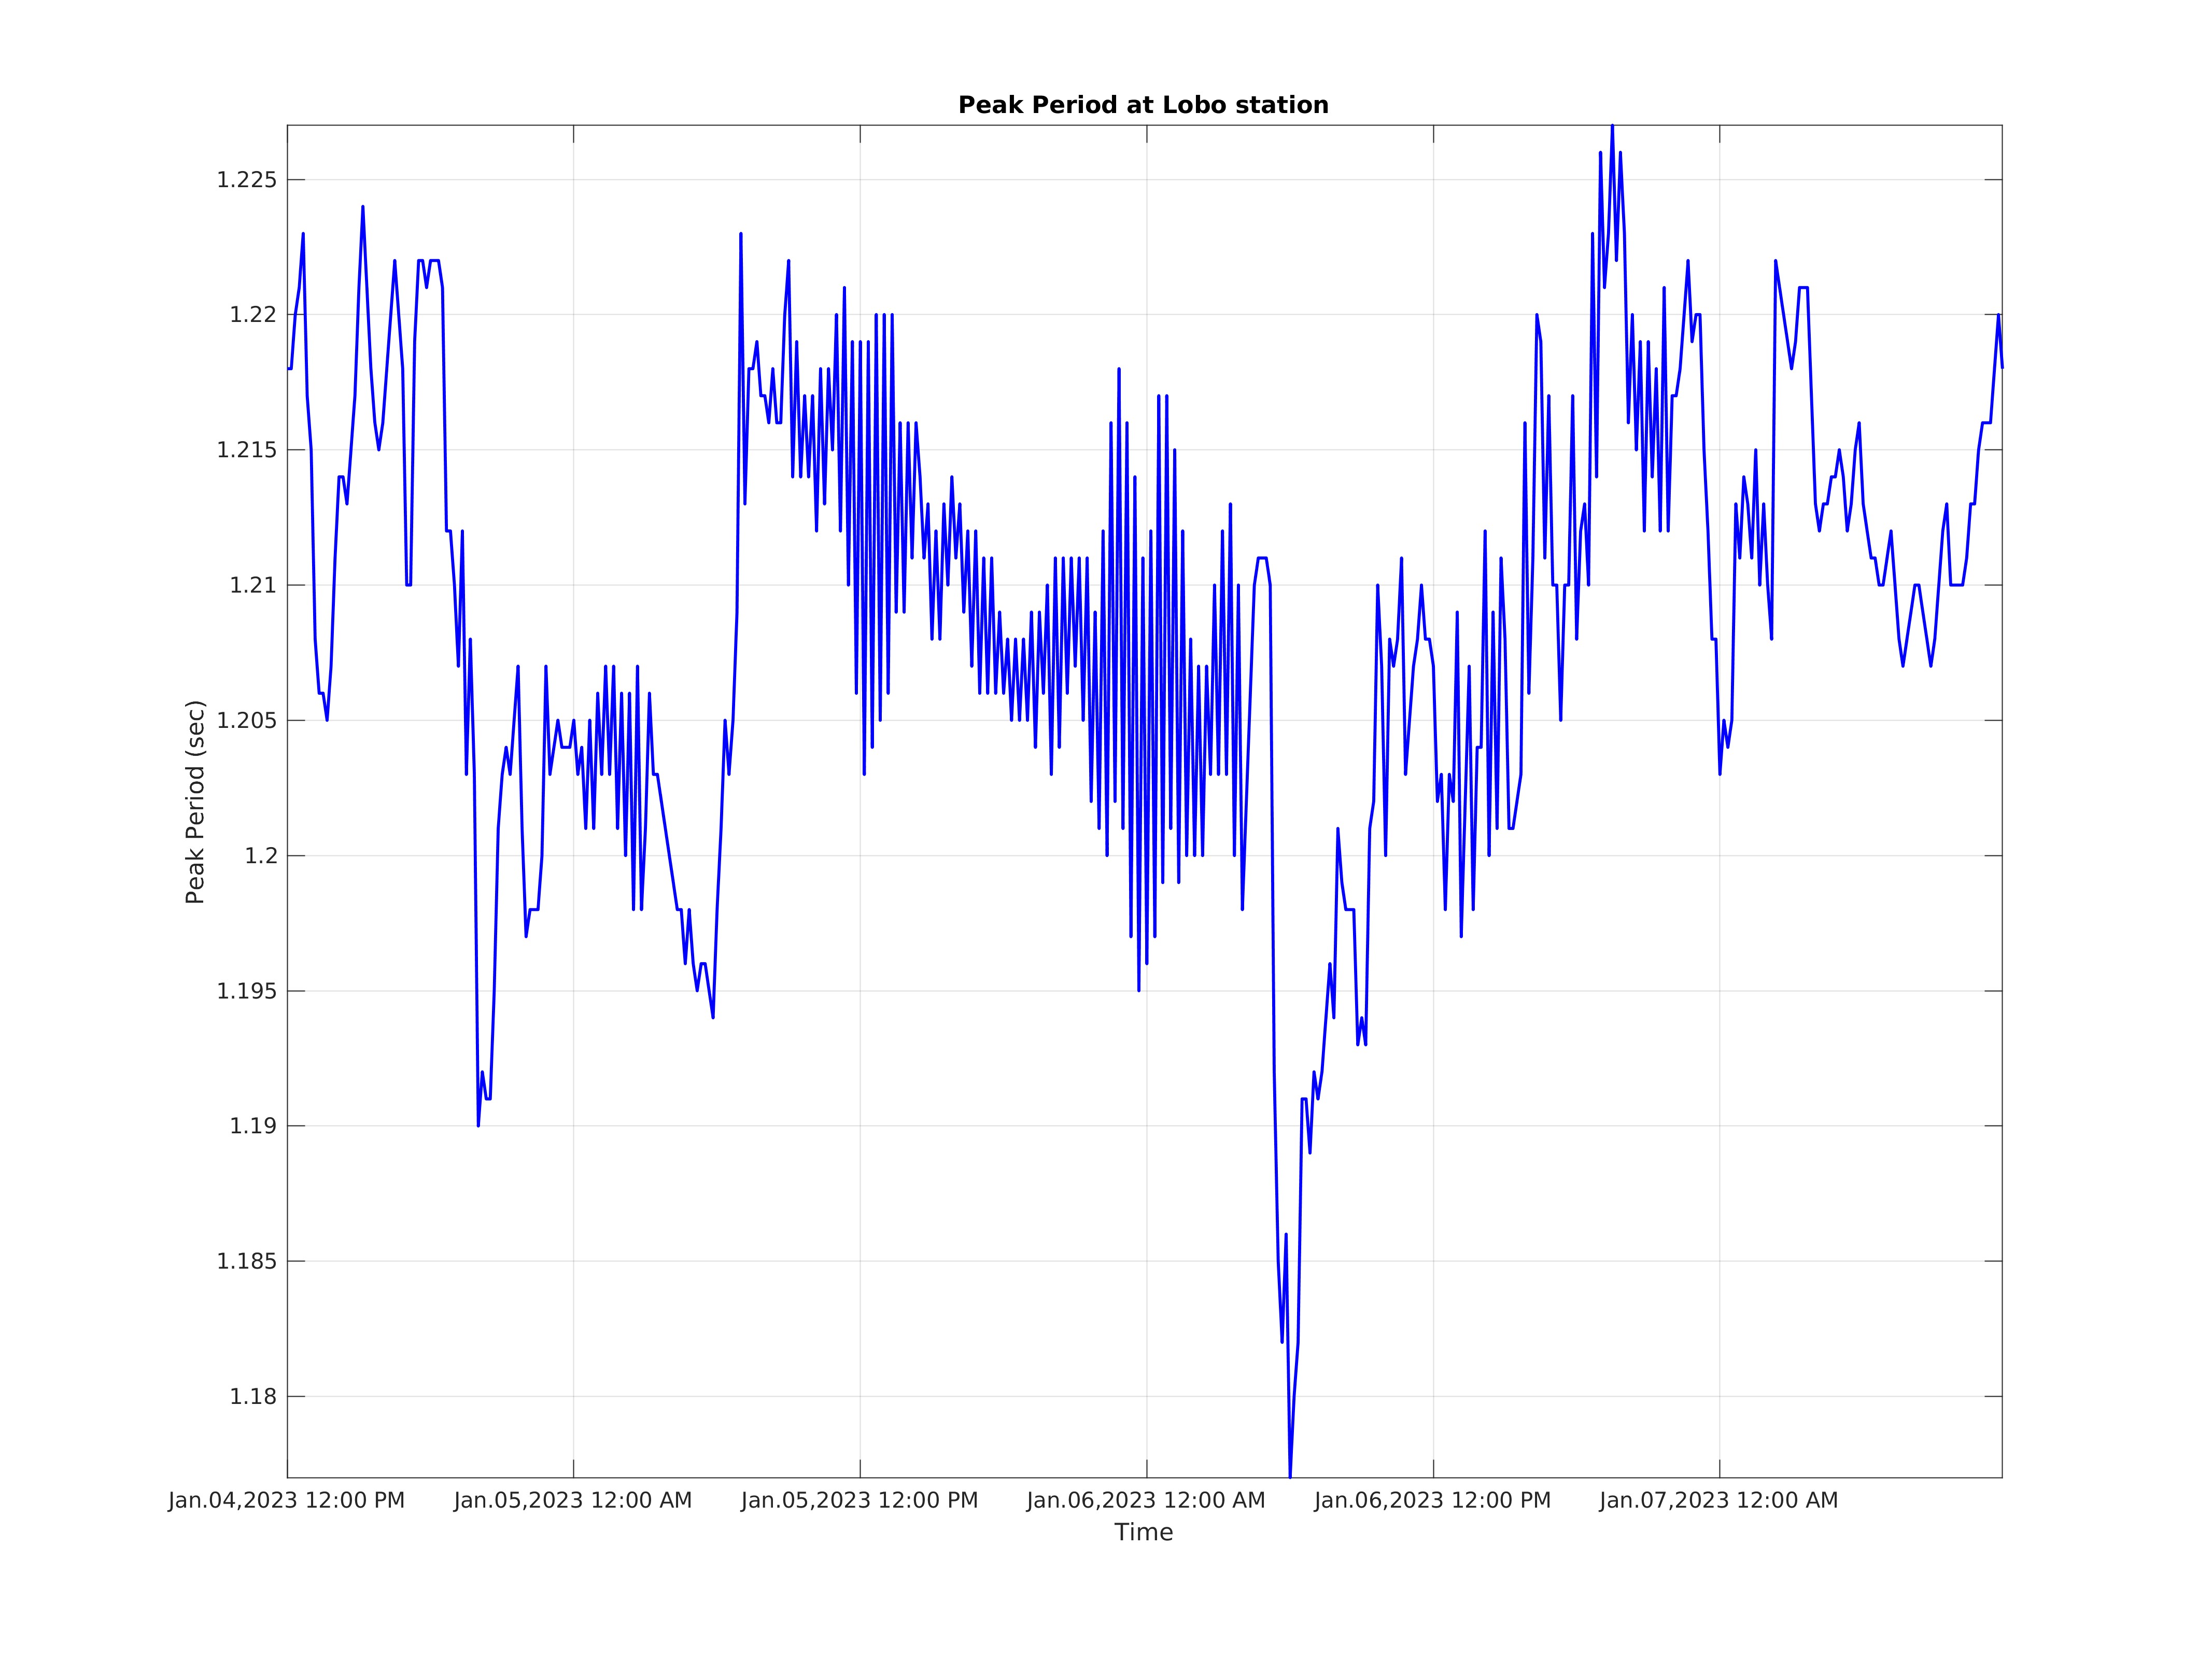 Peak Period at Lobo station
1.225
1.22
1.215
1.21
1.205
1.2
1.195
1.19
1.185
1.18
Peak Period (sec)
Jan.04,2023 12:00 PM Jan.05,2023 12:00 AM Jan.05,2023 12:00 PM Jan.06,2023 12:00 AM Jan.06,2023 12:00 PM Jan.07,2023 12:00 AM
Time